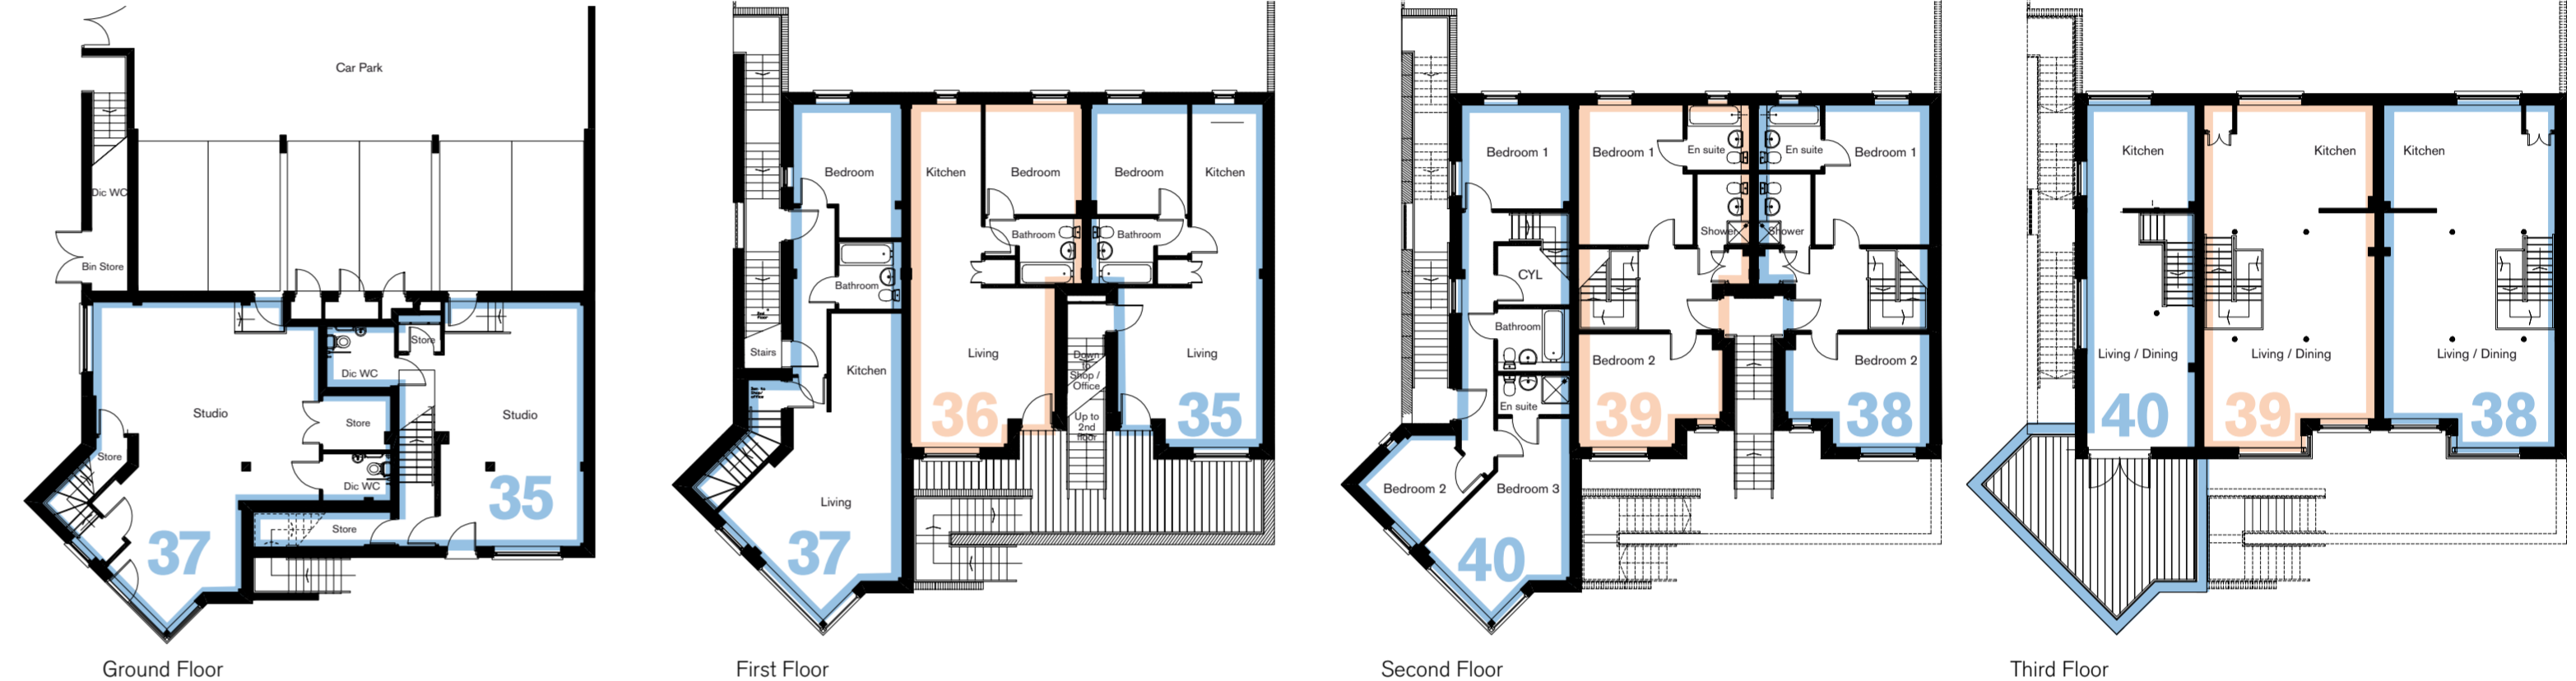 Car Park
Dic WC
Bin Store
Store
Dic WC
Studio
Store
Studio
Store
Dic WC
35
Store
37
Ground Floor
Bedroom
Kitchen
Bedroom
Bedroom
Kitchen
Bathroom
Bathroom
Bathroom
Stairs
Kitchen
Living
Down
Shop /
Office
Living
36
Up to
2nd
floor
35
Living
37
First Floor
Bedroom 1
Bedroom 1
En suite
En suite
Bedroom 1
Shower
Shower
CYL
Bathroom
Bedroom 2
Bedroom 2
En suite
39
38
Bedroom 2
Bedroom 3
40
Second Floor
Kitchen
Kitchen
Kitchen
Living / Dining
Living / Dining
Living / Dining
40
39
38
Third Floor